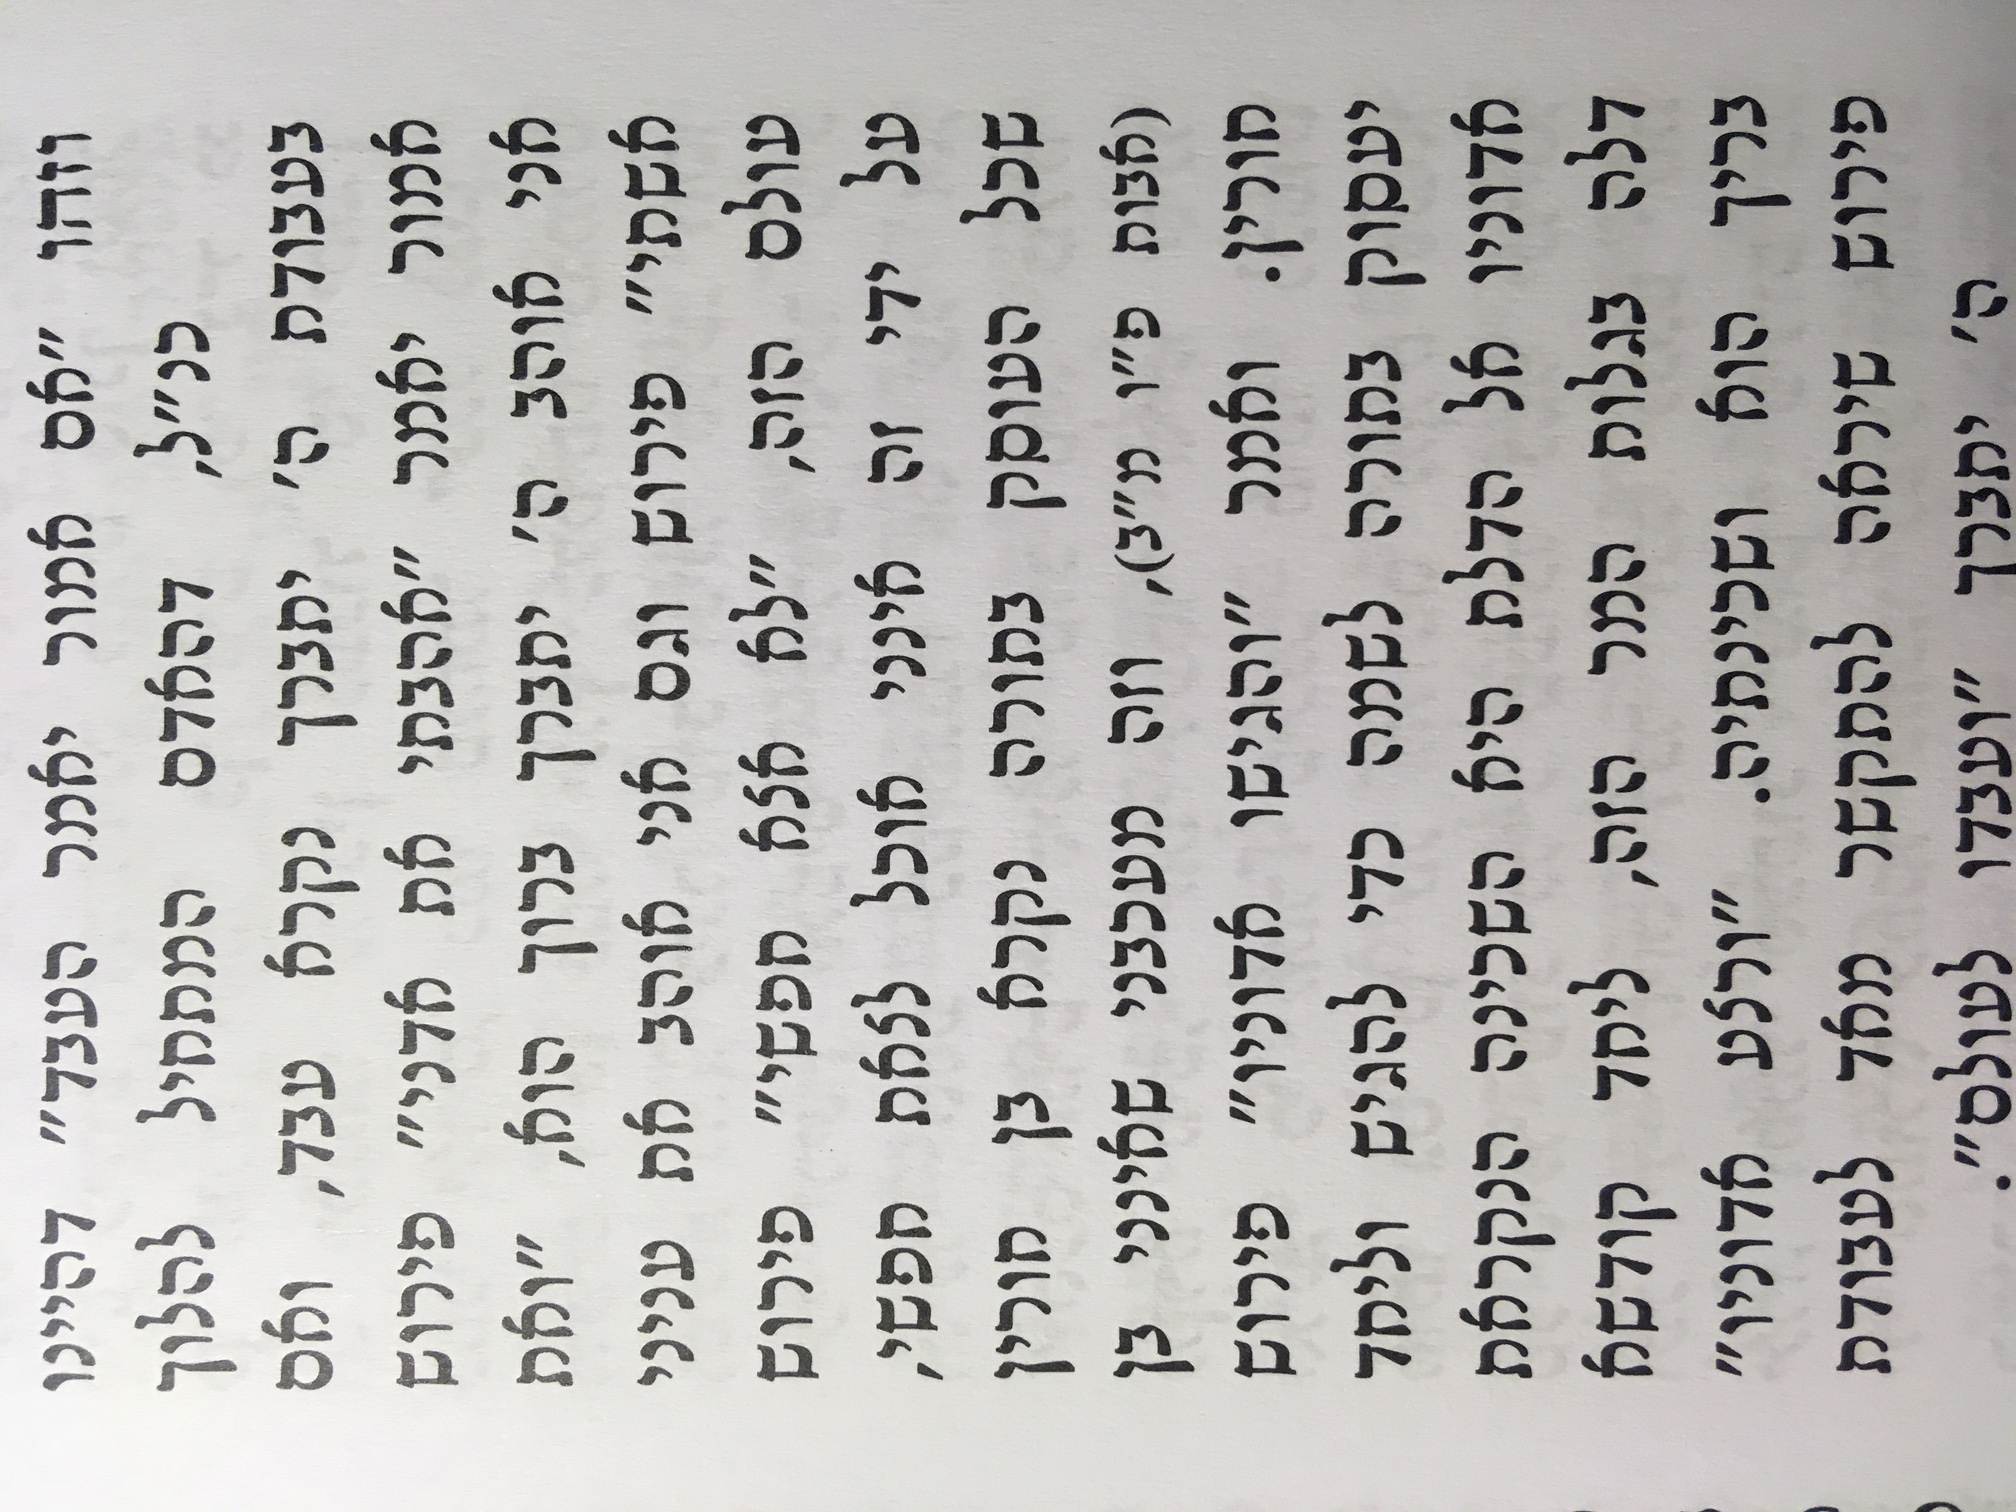 וזהו "אם אמור יאמר העבד" דהיינו
כנ"ל, דהאדם המתחיל להלוך
בעבודת ה' יתברך נקרא עבד, ואם
אמור יאמר "אהבתי את אדני" פירוש
אני אוהב ה' יתברך ברוך הוא, "ואת
אשתי" פירוש וגם אני אוהב את עניני
עולם הזה, "לא אצא חפשי" פירוש
על ידי זה אינני אוכל לצאת חפשי,
שכל העוסק בתורה נקרא בן חורין
(אבות פ"ו מ"ב), וזה מעכבני שאינני בן
חורין. ואמר "והגישו אדוניו" פירוש
יעסוק בתורה לשמה כדי להגיש וליחד
אדוניו אל הדלת היא השכינה הנקראת
דלה בגלות המר הזה, ליחד קודשא
בריך הוא ושכינתיה. "ורצע אדוניו"
פירוש שיראה להתקשר מאד לעבודת
ה' יתברך "ועבדו לעולם".